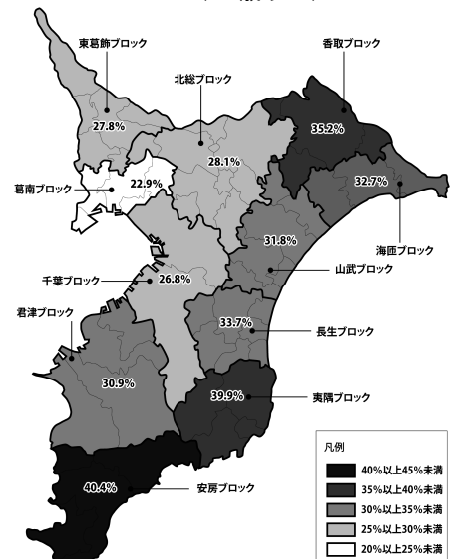 東葛飾ブロック
香取ブロック
北総ブロック
27.8%
35.2%
28.1%
葛南ブロック
22.9%
32.7%
31.8%
海匝ブロック
山武ブロック
千葉ブロック
26.8%
君津ブロック
33.7%
長生ブロック
30.9%
39.9%
夷隅ブロック
凡例
40%以上45%未満
35%以上40%未満
30%以上35%未満
25%以上30%未満
20%以上25%未満
40.4%
安房ブロック